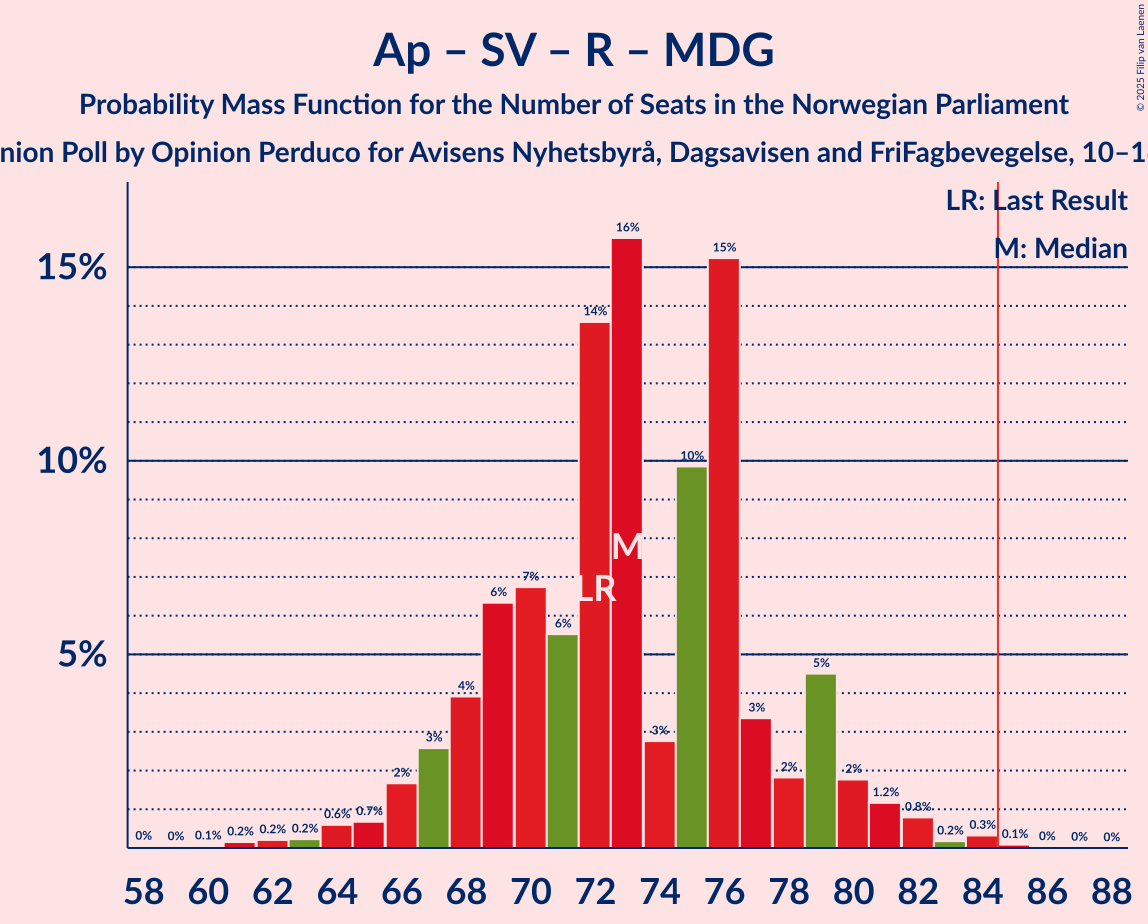 Ap – SV – R – MDG
Probability Mass Function for the Number of Seats in the Norwegian Parliament
nion Poll by Opinion Perduco for Avisens Nyhetsbyrå, Dagsavisen and FriFagbevegelse, 10–1
© 2025 Filip van Laenen
LR: Last Result
M: Median
15%
10%
5%
0% 0% 0.1% 0.2% 0.2% 0.2% 0.6% 0.7% 2% 3% 4% 6% 7% 6% 14% 16% 3% 10% 15% 3% 2% 5% 2% 1.2% 0.8% 0.2% 0.3% 0.1% 0% 0% 0%
M
LR
58 60 62 64 66 68 70 72 74 76 78 80 82 84 86 88